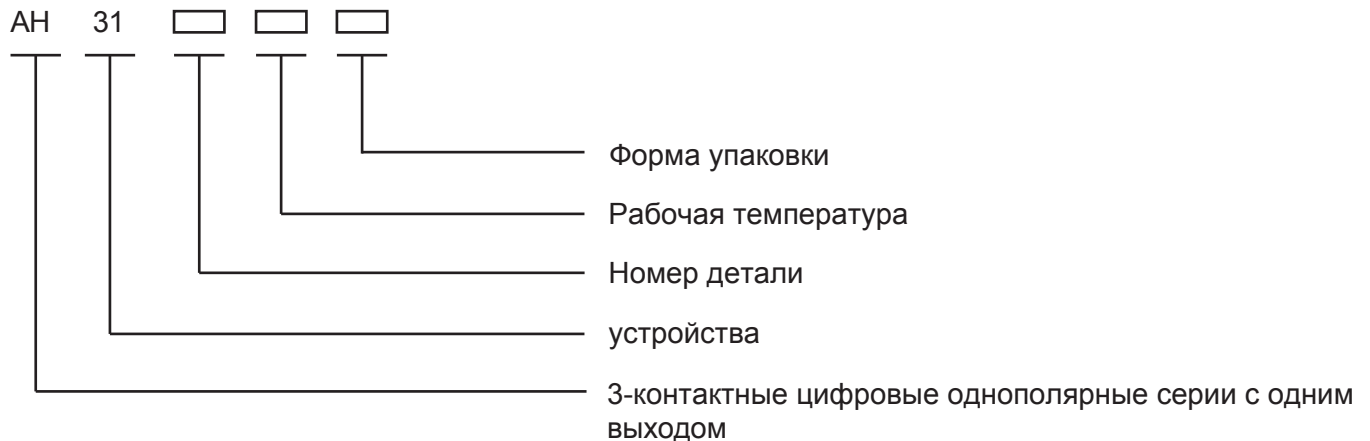 AH 31
Форма упаковки
Рабочая температура
Номер детали
устройства
3-контактные цифровые однополярные серии с одним
выходом